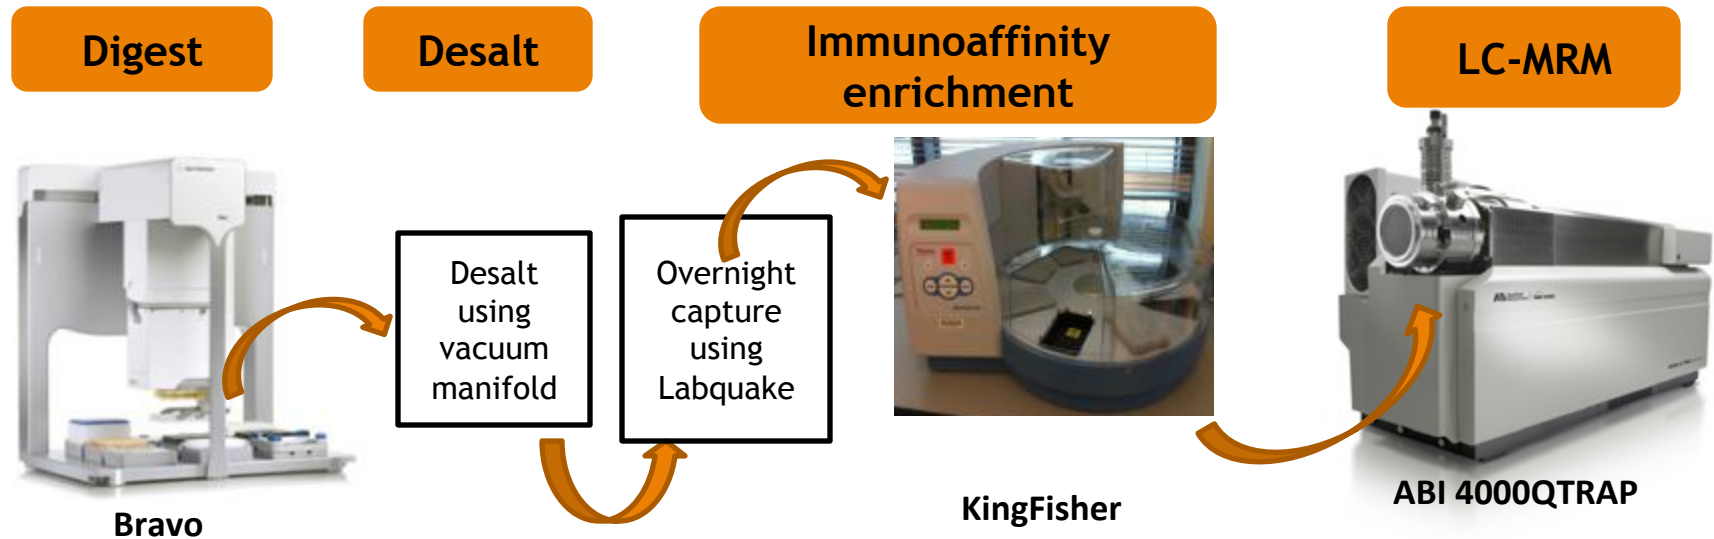 Digest
Desalt
Immunoaffinity
enrichment
LC-MRM
Desalt
using
vacuum
manifold
Overnight
capture
using
Labquake
Bravo
KingFisher
ABI 4000QTRAP